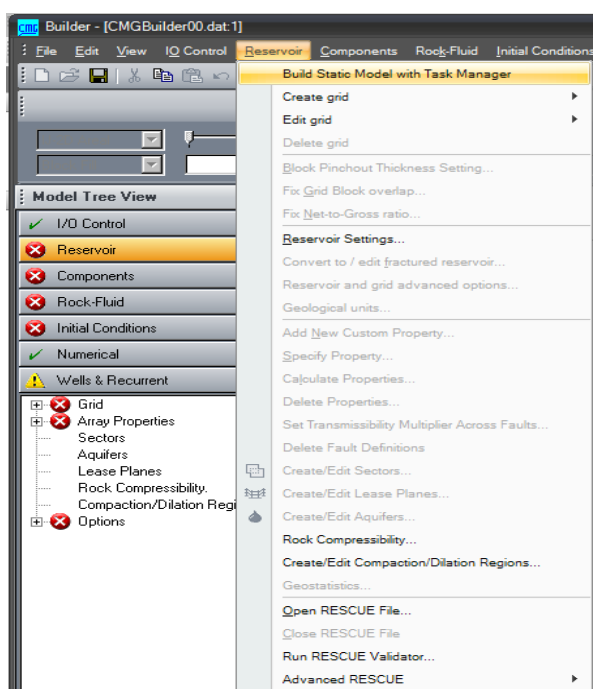 cmg Builder - [CMGBuilder00.dat:1]
File Edit View IO Control Reservoir Components Rock-Fluid Initial Conditions
Build Static Model with Task Manager
Create grid
Edit grid
Delete grid
Block Pinchout Thickness Setting...
Fix Grid Block overlap...
Fix Net-to-Gross ratio...
Reservoir Settings...
Convert to / edit fractured reservoir...
Reservoir and grid advanced options...
Geological units...
Add New Custom Property...
Specify Property...
Calculate Properties...
Delete Properties...
Set Transmissibility Multiplier Across Faults...
Delete Fault Definitions
Create/Edit Sectors...
Create/Edit Lease Planes...
Create/Edit Aquifers...
Rock Compressibility...
Create/Edit Compaction/Dilation Regions...
Geostatistics...
Open RESCUE File...
Close RESCUE File
Run RESCUE Validator...
Advanced RESCUE
Model Tree View
I/O Control
Reservoir
Components
Rock-Fluid
Initial Conditions
Numerical
Wells & Recurrent
Grid
Array Properties
Sectors
Aquifers
Lease Planes
Rock Compressibility.
Compaction/Dilation Regi
Options